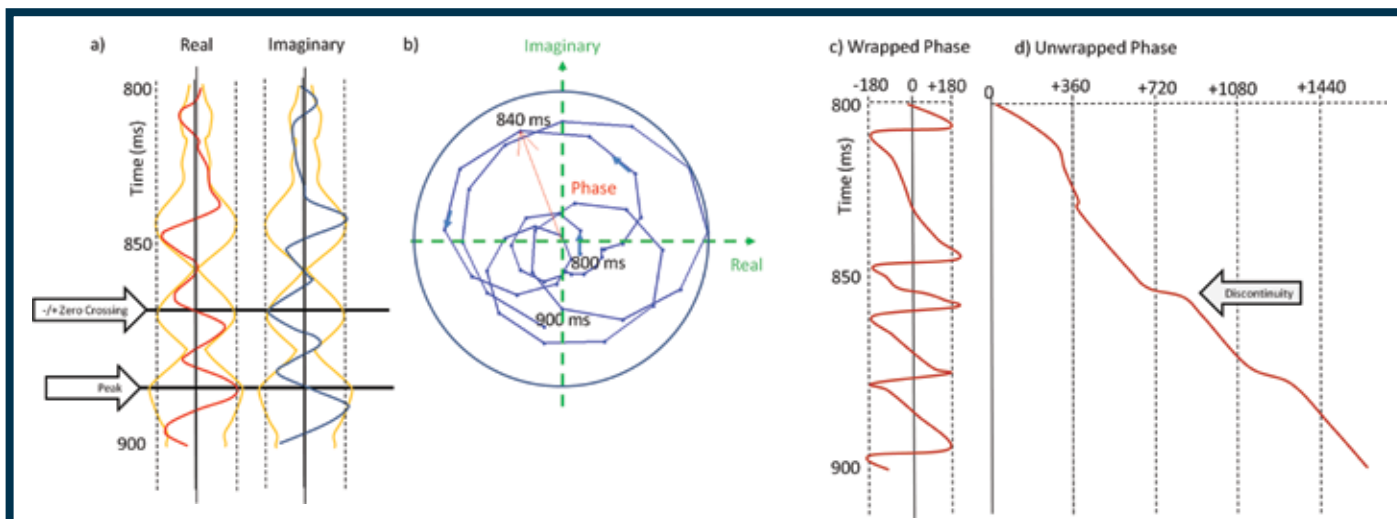 a) Real Imaginary
800
Time (ms)
850
-/+ Zero Crossing
Peak
900
b)
Imaginary
840 ms
Phase
Real
800 ms
900 ms
c) Wrapped Phase
-180 0 +180
800
Time (ms)
850
900
d) Unwrapped Phase
0 +360 +720 +1080 +1440
Discontinuity